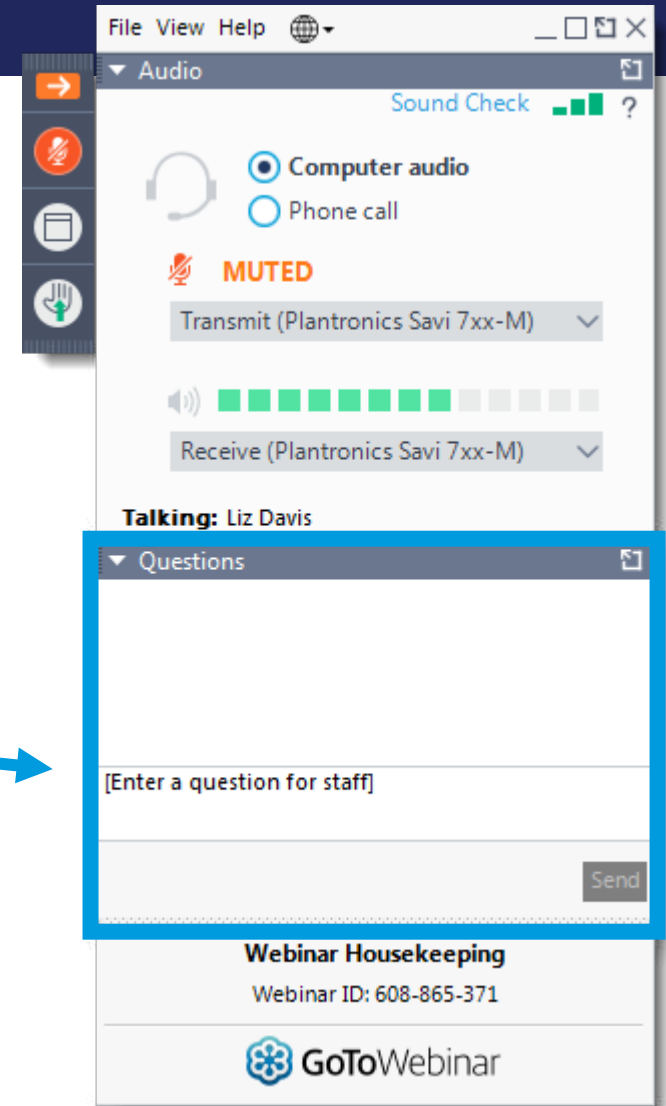 File View Help
Audio
Sound Check ?
Computer audio
Phone call
MUTED
Transmit (Plantronics Savi 7xx-M)
Receive (Plantronics Savi 7xx-M)
Talking: Liz Davis
Questions
[Enter a question for staff]
Send
Webinar Housekeeping
Webinar ID: 608-865-371
GoToWebinar